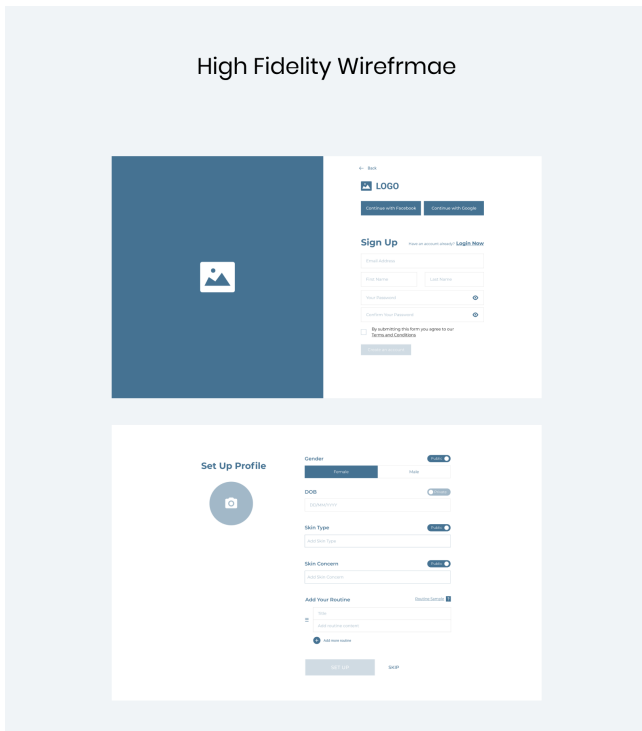 High Fidelity Wirefrmae
Back
LOGO
Continue with Facebook
Continue with Google
Sign Up
Have an account already? Login Now
Email Address
First Name
Last Name
Your Password
Confirm Your Password
By submitting this form you agree to our
Terms and Conditions
Set Up Profile
Gender
Public
Female
Male
DOB
Private
Skin Type
Public
Add Skin Type
Skin Concern
Public
Add Skin Concern
Add Your Routine
Routine Sample ?
Title
Add routine content
Add more routine
SET UP
SKIP